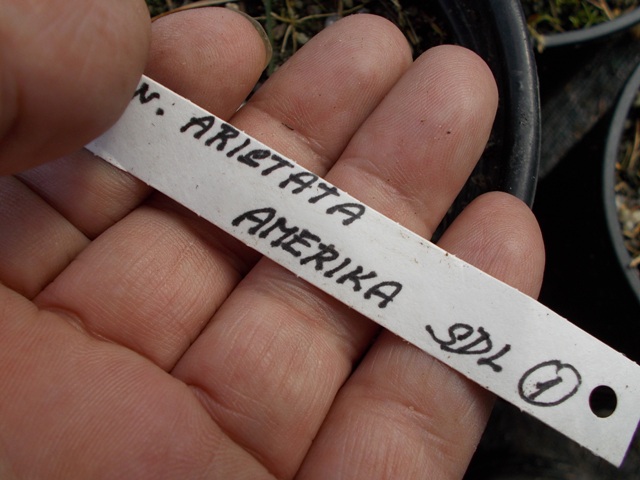 N. ARISTATA
AMERIKA SDL 1